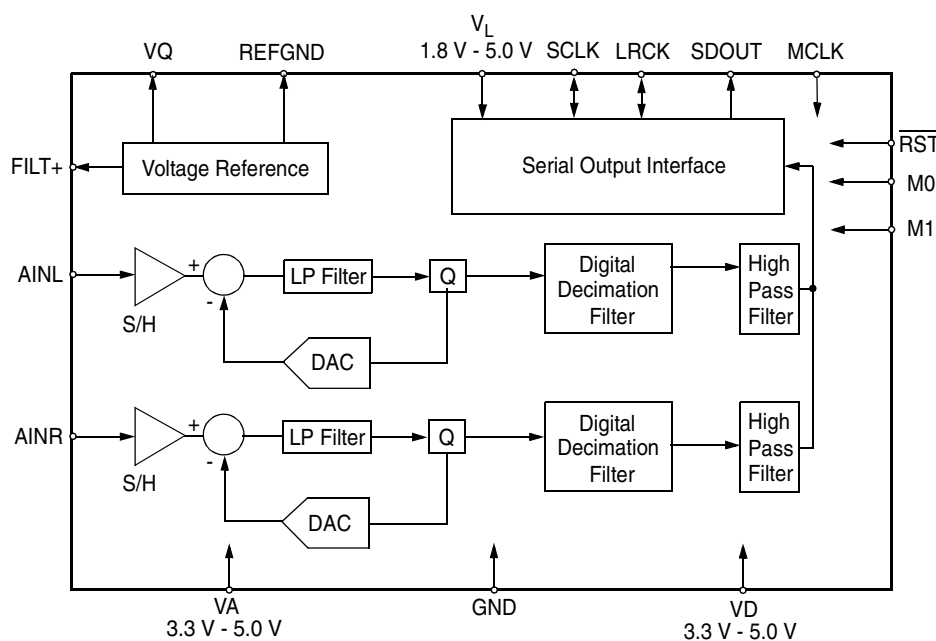 VL
VQ REFGND 1.8 V - 5.0 V SCLK LRCK SDOUT MCLK
FILT+
Voltage Reference
Serial Output Interface
RST
M0
M1
AINL
S/H
+
-
LP Filter
Q
DAC
Digital
Decimation
Filter
High
Pass
Filter
AINR
S/H
+
-
LP Filter
Q
DAC
Digital
Decimation
Filter
High
Pass
Filter
VA
3.3 V - 5.0 V
GND
VD
3.3 V - 5.0 V